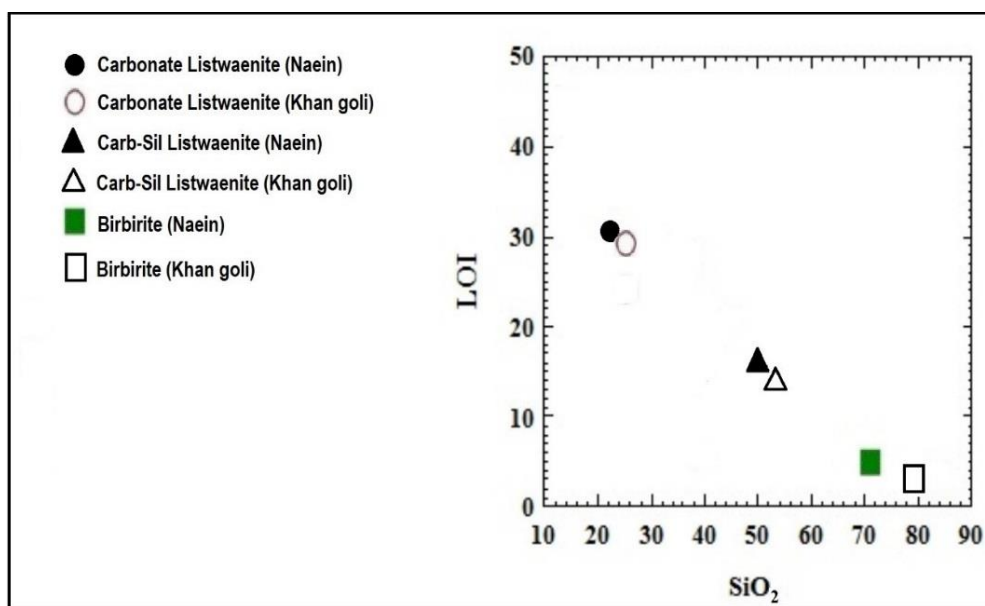 Carbonate Listwaenite (Naein)
Carbonate Listwaenite (Khan goli)
Carb-Sil Listwaenite (Naein)
Carb-Sil Listwaenite (Khan goli)
Birbirite (Naein)
Birbirite (Khan goli)
LOI
50
40
30
20
10
0
10 20 30 40 50 60 70 80 90
SiO₂